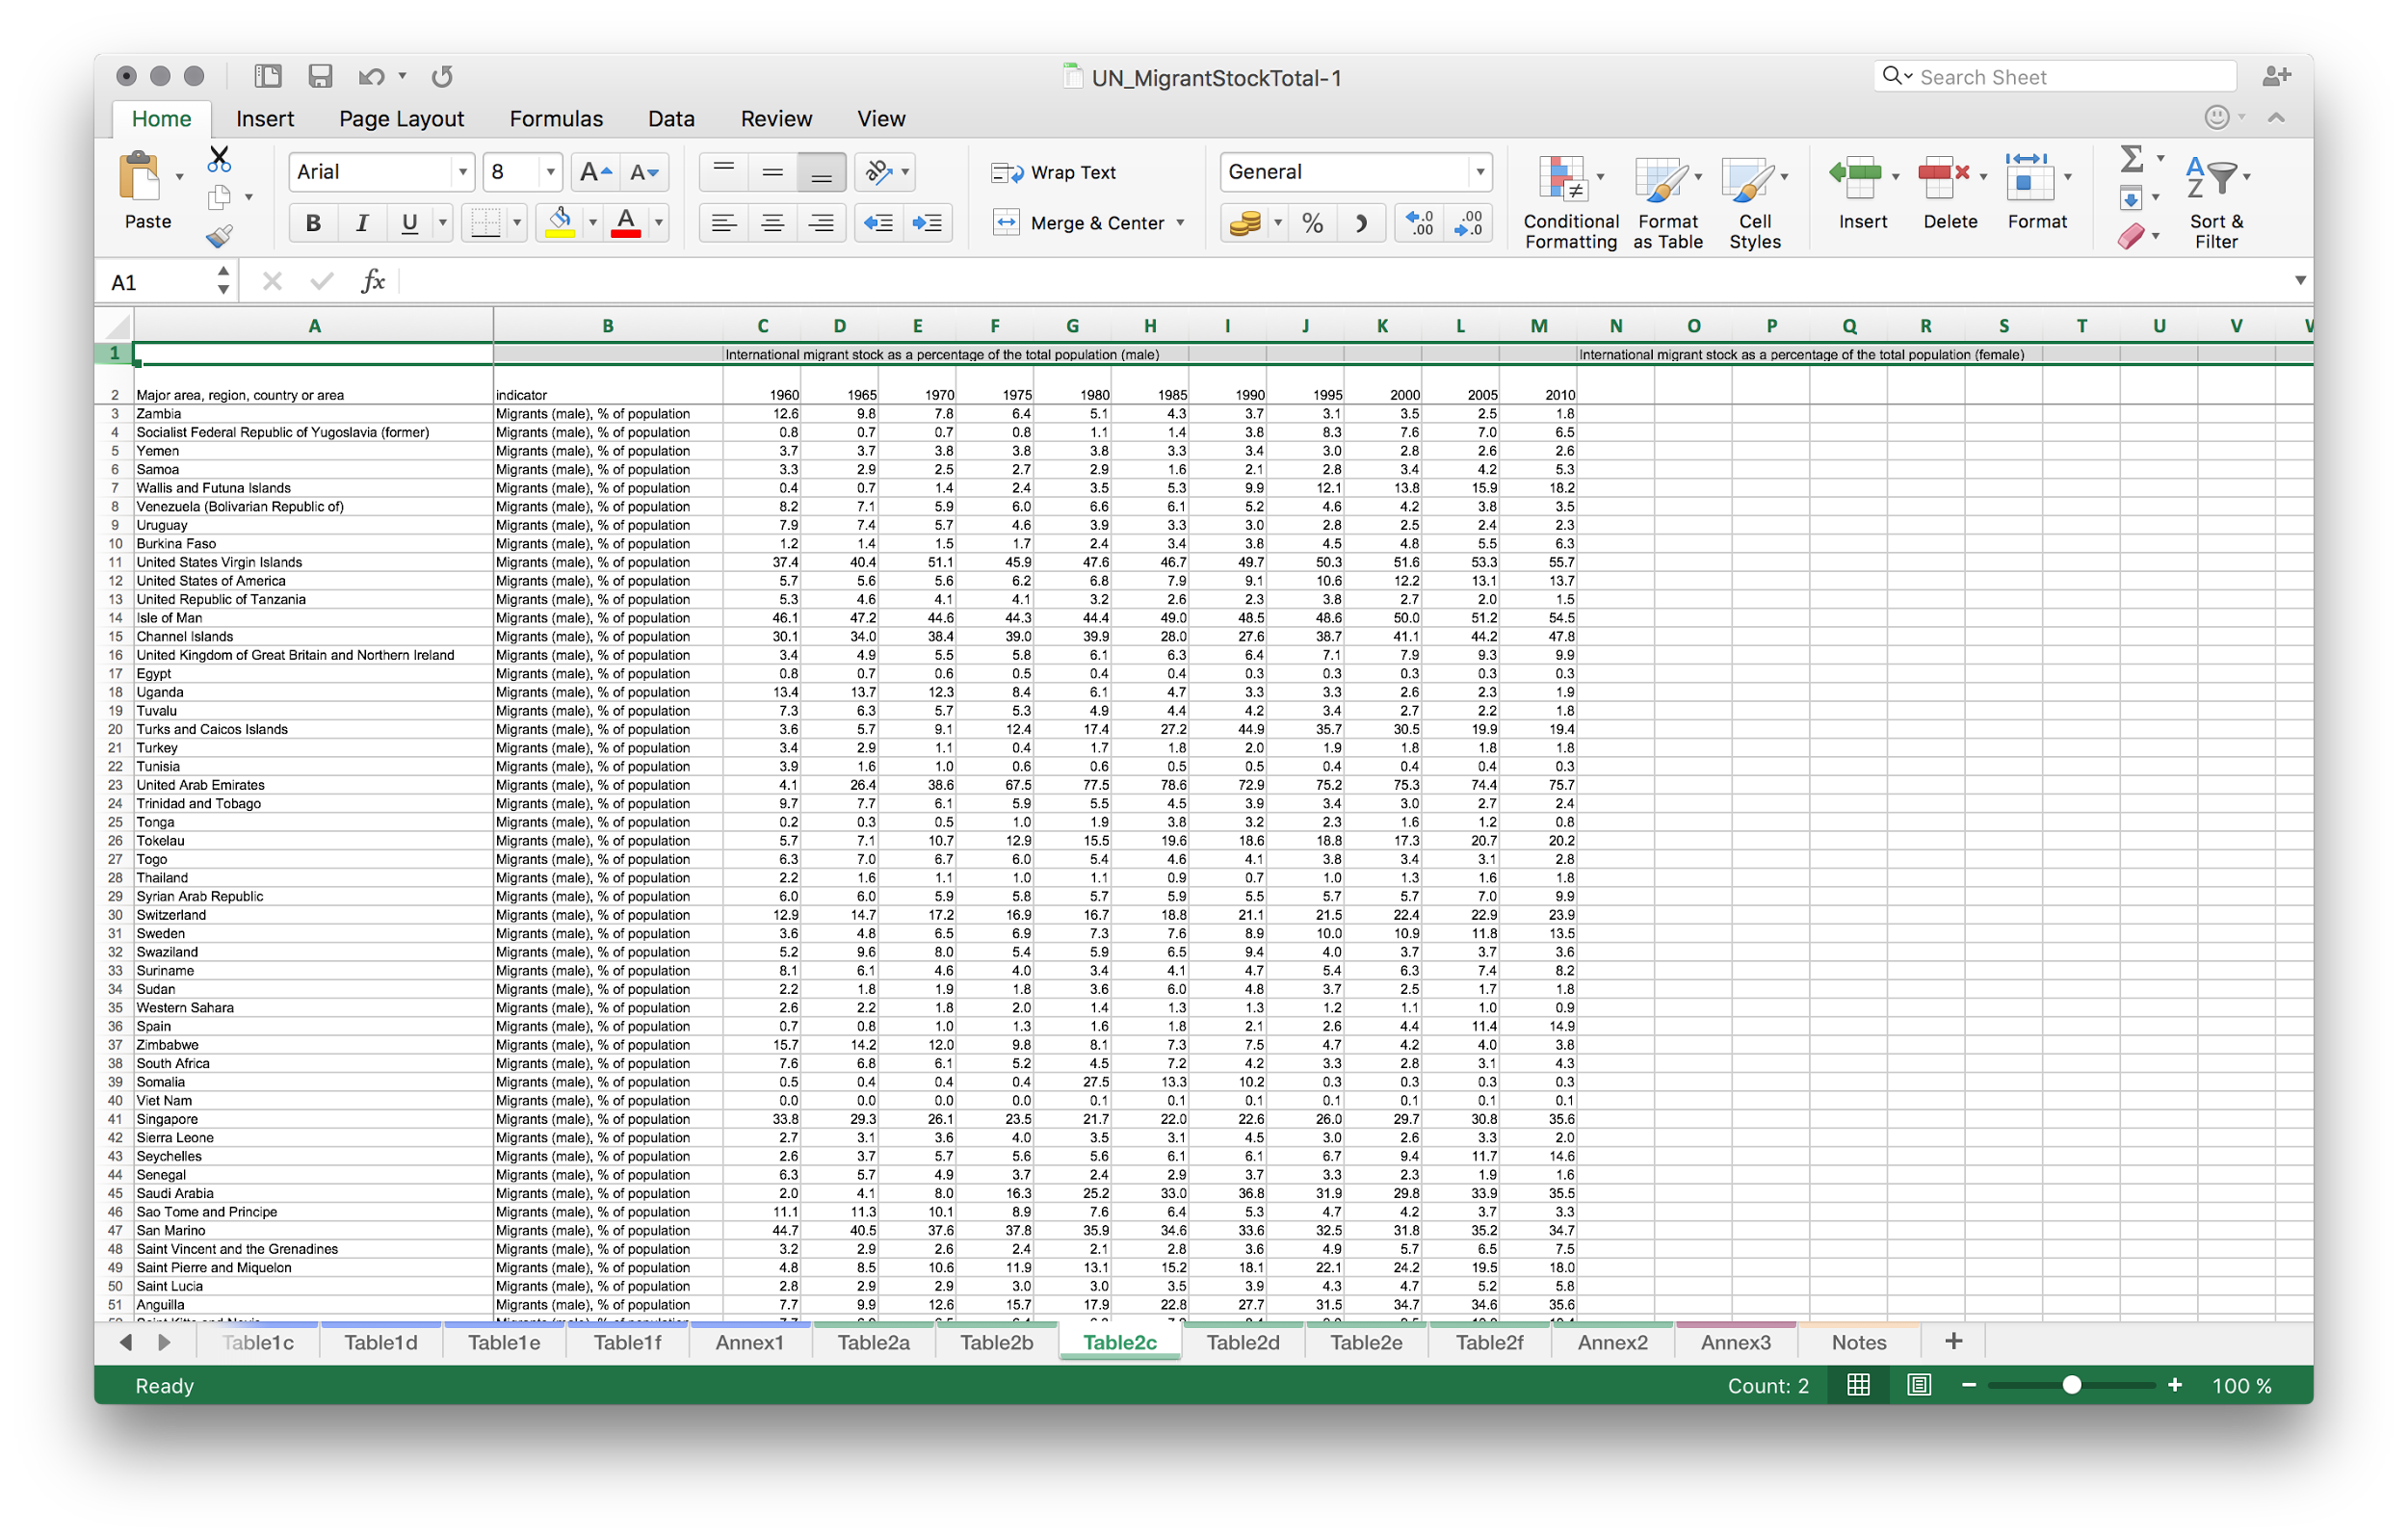 UN_MigrantStockTotal-1
Search Sheet
Home Insert Page Layout Formulas Data Review View
Paste
Arial 8
Wrap Text
Merge & Center
General
Conditional Formatting
Format as Table
Cell Styles
Insert Delete Format
Sort & Filter
A1 fx
A B C D E F G H I J K L M N O P Q R S T U V
1 International migrant stock as a percentage of the total population (male) International migrant stock as a percentage of the total population (female)
2 Major area, region, country or area indicator 1960 1965 1970 1975 1980 1985 1990 1995 2000 2005 2010
3 Zambia Migrants (male), % of population 12.6 9.8 7.8 6.4 5.1 4.3 3.7 3.1 3.5 2.5 1.8
4 Socialist Federal Republic of Yugoslavia (former) Migrants (male), % of population 0.8 0.7 0.7 0.8 1.1 1.4 3.8 8.3 7.6 7.0 6.5
5 Yemen Migrants (male), % of population 3.7 3.7 3.8 3.8 3.8 3.3 3.4 3.0 2.8 2.6 2.6
6 Samoa Migrants (male), % of population 3.3 2.9 2.5 2.7 2.9 1.6 2.1 2.8 3.4 4.2 5.3
7 Wallis and Futuna Islands Migrants (male), % of population 0.4 0.7 1.4 2.4 3.5 5.3 9.9 12.1 13.8 15.9 18.2
8 Venezuela (Bolivarian Republic of) Migrants (male), % of population 8.2 7.1 5.9 6.0 6.6 6.1 5.2 4.6 4.2 3.8 3.5
9 Uruguay Migrants (male), % of population 7.9 7.4 5.7 4.6 3.9 3.3 3.0 2.8 2.5 2.4 2.3
10 Burkina Faso Migrants (male), % of population 1.2 1.4 1.5 1.7 2.4 3.4 3.8 4.5 4.8 5.5 6.3
11 United States Virgin Islands Migrants (male), % of population 37.4 40.4 51.1 45.9 47.6 46.7 49.7 50.3 51.6 53.3 55.7
12 United States of America Migrants (male), % of population 5.7 5.6 5.6 6.2 6.8 7.9 9.1 10.6 12.2 13.1 13.7
13 United Republic of Tanzania Migrants (male), % of population 5.3 4.6 4.1 4.1 3.2 2.6 2.3 3.8 2.7 2.0 1.5
14 Isle of Man Migrants (male), % of population 46.1 47.2 44.6 44.3 44.4 49.0 48.5 48.6 50.0 51.2 54.5
15 Channel Islands Migrants (male), % of population 30.1 34.0 38.4 39.0 39.9 28.0 27.6 38.7 41.1 44.2 47.8
16 United Kingdom of Great Britain and Northern Ireland Migrants (male), % of population 3.4 4.9 5.5 5.8 6.1 6.3 6.4 7.1 7.9 9.3 9.9
17 Egypt Migrants (male), % of population 0.8 0.7 0.6 0.5 0.4 0.4 0.3 0.3 0.3 0.3 0.3
18 Uganda Migrants (male), % of population 13.4 13.7 12.3 8.4 6.1 4.7 3.3 3.3 2.6 2.3 1.9
19 Tuvalu Migrants (male), % of population 7.3 6.3 5.7 5.3 4.9 4.4 4.2 3.4 2.7 2.2 1.8
20 Turks and Caicos Islands Migrants (male), % of population 3.6 5.7 9.1 12.4 17.4 27.2 44.9 35.7 30.5 19.9 19.4
21 Turkey Migrants (male), % of population 3.4 2.9 1.1 0.4 1.7 1.8 2.0 1.9 1.8 1.8 1.8
22 Tunisia Migrants (male), % of population 3.9 1.6 1.0 0.6 0.6 0.5 0.5 0.4 0.4 0.4 0.3
23 United Arab Emirates Migrants (male), % of population 4.1 26.4 38.6 67.5 77.5 78.6 72.9 75.2 75.3 74.4 75.7
24 Trinidad and Tobago Migrants (male), % of population 9.7 7.7 6.1 5.9 5.5 4.5 3.9 3.4 3.0 2.7 2.4
25 Tonga Migrants (male), % of population 0.2 0.3 0.5 1.0 1.9 3.8 3.2 2.3 1.6 1.2 0.8
26 Tokelau Migrants (male), % of population 5.7 7.1 10.7 12.9 15.5 19.6 18.6 18.8 17.3 20.7 20.2
27 Togo Migrants (male), % of population 6.3 7.0 6.7 6.0 5.4 4.6 4.1 3.8 3.4 3.1 2.8
28 Thailand Migrants (male), % of population 2.2 1.6 1.1 1.0 1.1 0.9 0.7 1.0 1.3 1.6 1.8
29 Syrian Arab Republic Migrants (male), % of population 6.0 6.0 5.9 5.8 5.7 5.9 5.5 5.7 5.7 7.0 9.9
30 Switzerland Migrants (male), % of population 12.9 14.7 17.2 16.9 16.7 18.8 21.1 21.5 22.4 22.9 23.9
31 Sweden Migrants (male), % of population 3.6 4.8 6.5 6.9 7.3 7.6 8.9 10.0 10.9 11.8 13.5
32 Swaziland Migrants (male), % of population 5.2 9.6 8.0 5.4 5.9 6.5 9.4 4.0 3.7 3.7 3.6
33 Suriname Migrants (male), % of population 8.1 6.1 4.6 4.0 3.4 4.1 4.7 5.4 6.3 7.4 8.2
34 Sudan Migrants (male), % of population 2.2 1.8 1.9 1.8 3.6 6.0 4.8 3.7 2.5 1.7 1.8
35 Western Sahara Migrants (male), % of population 2.6 2.2 1.8 2.0 1.4 1.3 1.3 1.2 1.1 1.0 0.9
36 Spain Migrants (male), % of population 0.7 0.8 1.0 1.3 1.6 1.8 2.1 2.6 4.4 11.4 14.9
37 Zimbabwe Migrants (male), % of population 15.7 14.2 12.0 9.8 8.1 7.3 7.5 4.7 4.2 4.0 3.8
38 South Africa Migrants (male), % of population 7.6 6.8 6.1 5.2 4.5 7.2 4.2 3.3 2.8 3.1 4.3
39 Somalia Migrants (male), % of population 0.5 0.4 0.4 0.4 27.5 13.3 10.2 0.3 0.3 0.3 0.3
40 Viet Nam Migrants (male), % of population 0.0 0.0 0.0 0.0 0.1 0.1 0.1 0.1 0.1 0.1 0.1
41 Singapore Migrants (male), % of population 33.8 29.3 26.1 23.5 21.7 22.0 22.6 26.0 29.7 30.8 35.6
42 Sierra Leone Migrants (male), % of population 2.7 3.1 3.6 4.0 3.5 3.1 4.5 3.0 2.6 3.3 2.0
43 Seychelles Migrants (male), % of population 2.6 3.7 5.7 5.6 5.6 6.1 6.1 6.7 9.4 11.7 14.6
44 Senegal Migrants (male), % of population 6.3 5.7 4.9 3.7 2.4 2.9 3.7 3.3 2.3 1.9 1.6
45 Saudi Arabia Migrants (male), % of population 2.0 4.1 8.0 16.3 25.2 33.0 36.8 31.9 29.8 33.9 35.5
46 Sao Tome and Principe Migrants (male), % of population 11.1 11.3 10.1 8.9 7.6 6.4 5.3 4.7 4.2 3.7 3.3
47 San Marino Migrants (male), % of population 44.7 40.5 37.6 37.8 35.9 34.6 33.6 32.5 31.8 35.2 34.7
48 Saint Vincent and the Grenadines Migrants (male), % of population 3.2 2.9 2.6 2.4 2.1 2.8 3.6 4.9 5.7 6.5 7.5
49 Saint Pierre and Miquelon Migrants (male), % of population 4.8 8.5 10.6 11.9 13.1 15.2 18.1 22.1 24.2 19.5 18.0
50 Saint Lucia Migrants (male), % of population 2.8 2.9 2.9 3.0 3.0 3.5 3.9 4.3 4.7 5.2 5.8
51 Anguilla Migrants (male), % of population 7.7 9.9 12.6 15.7 17.9 22.8 27.7 31.5 34.7 34.6 35.6
Table1c Table1d Table1e Table1f Annex1 Table2a Table2b Table2c Table2d Table2e Table2f Annex2 Annex3 Notes +
Ready Count: 2 100 %